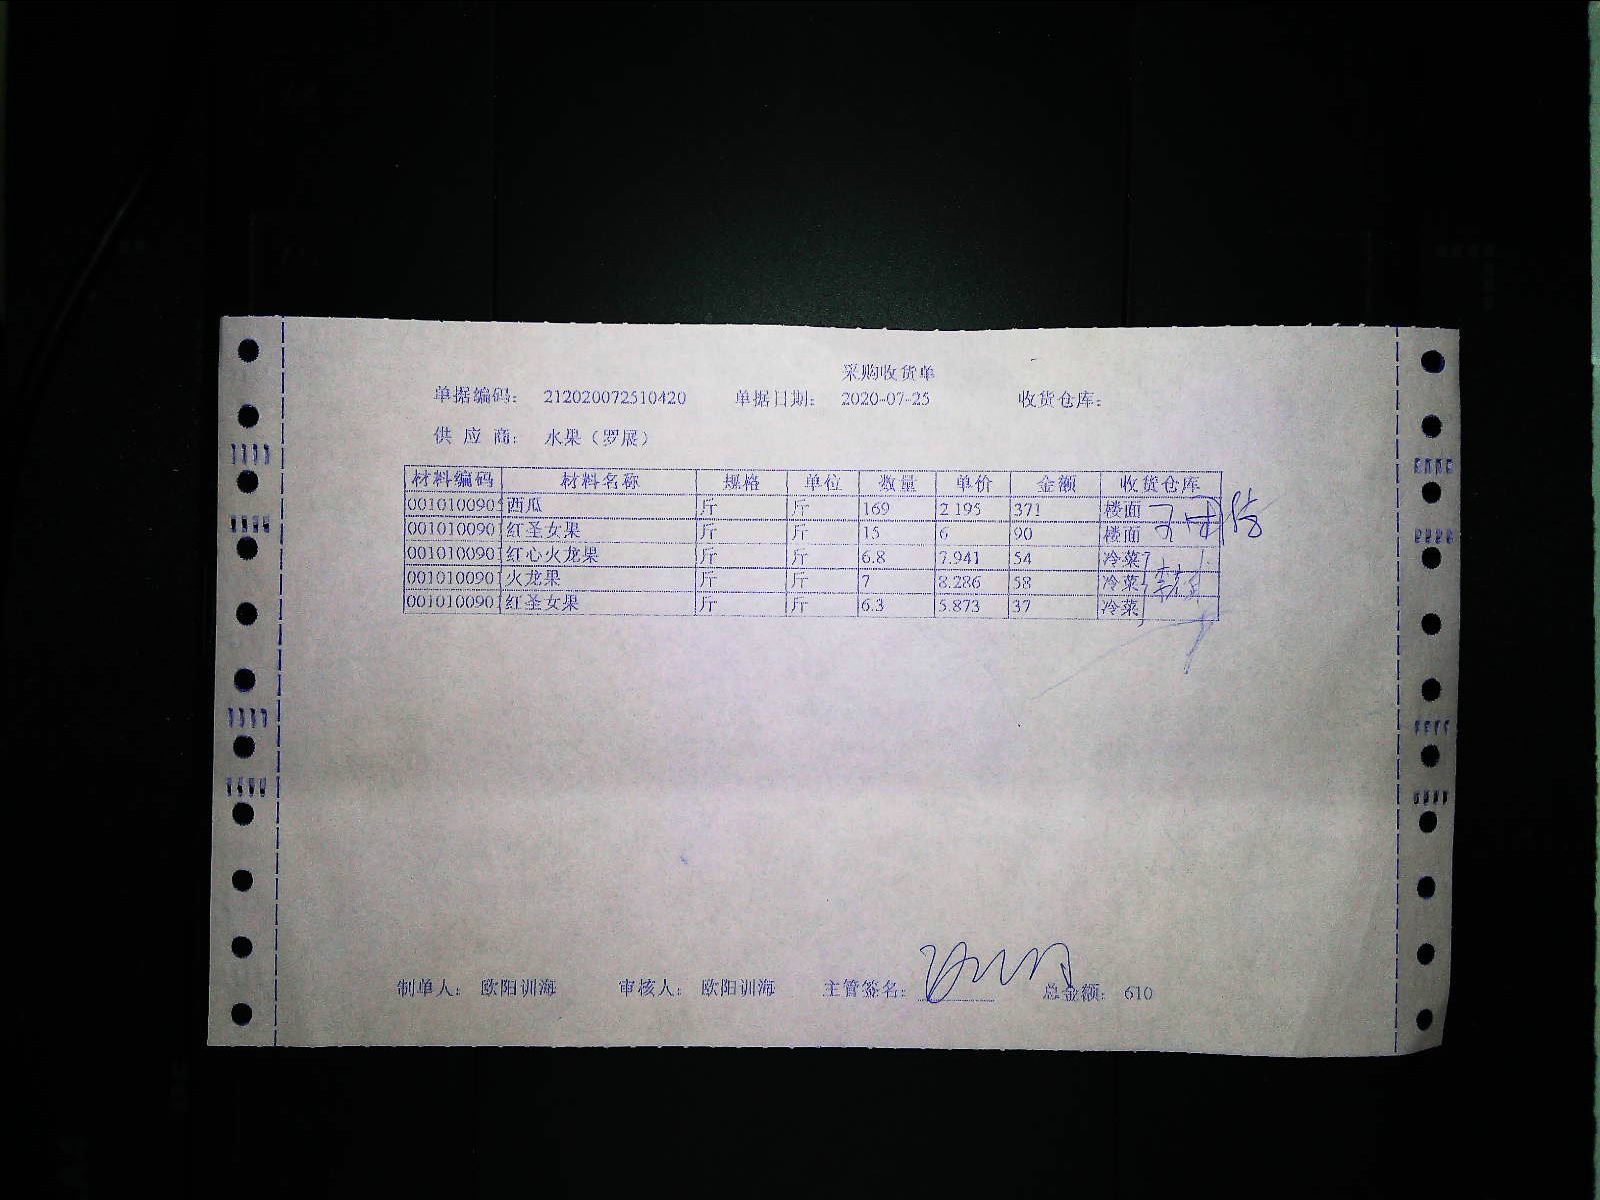 采购收货单
单据编码： 212020072510420 单据日期： 2020-07-25 收货仓库：
供 应 商： 水果（罗展）
材料编码 材料名称 规格 单位 数量 单价 金额 收货仓库
001010090 西瓜 斤 斤 169 2.195 371 楼面
001010090 红圣女果 斤 斤 15 6 90 楼面
001010090 红心火龙果 斤 斤 6.8 7.941 54 冷菜
001010090 火龙果 斤 斤 7 8.286 58 冷菜
001010090 红圣女果 斤 斤 6.3 5.873 37 冷菜
制单人： 欧阳训海 审核人： 欧阳训海 主管签名： 总金额： 610